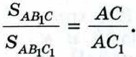 S_{AB_1C} / S_{AB_1C_1} = AC / AC_1.